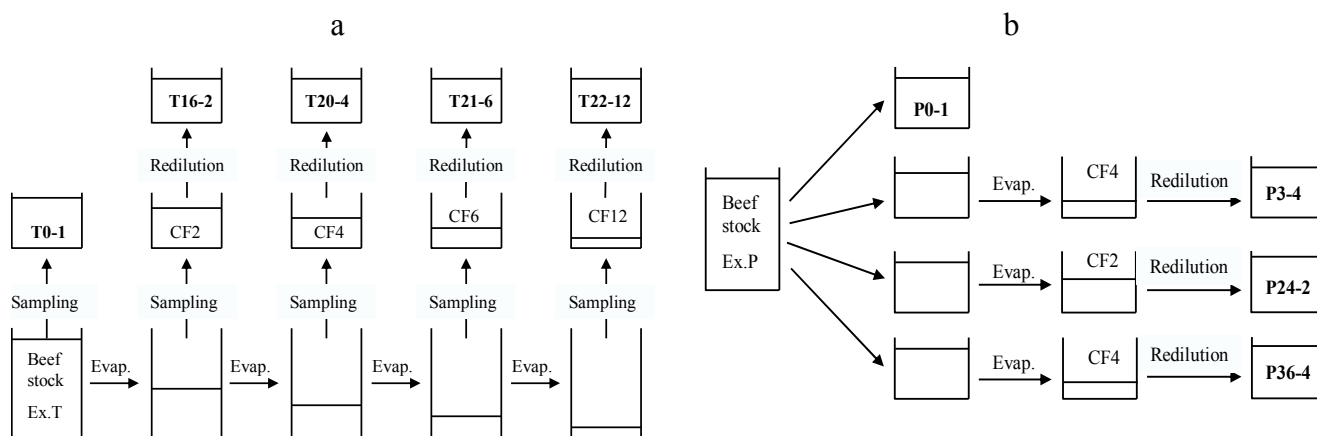 a
T16-2 T20-4 T21-6 T22-12
Redilution Redilution Redilution Redilution
T0-1 CF2 CF4 CF6 CF12
Sampling Sampling Sampling Sampling Sampling
Beef
stock
Ex.T
Evap. Evap. Evap. Evap.
b
P0-1
Beef
stock
Ex.P
Evap. CF4 Redilution P3-4
Evap. CF2 Redilution P24-2
Evap. CF4 Redilution P36-4